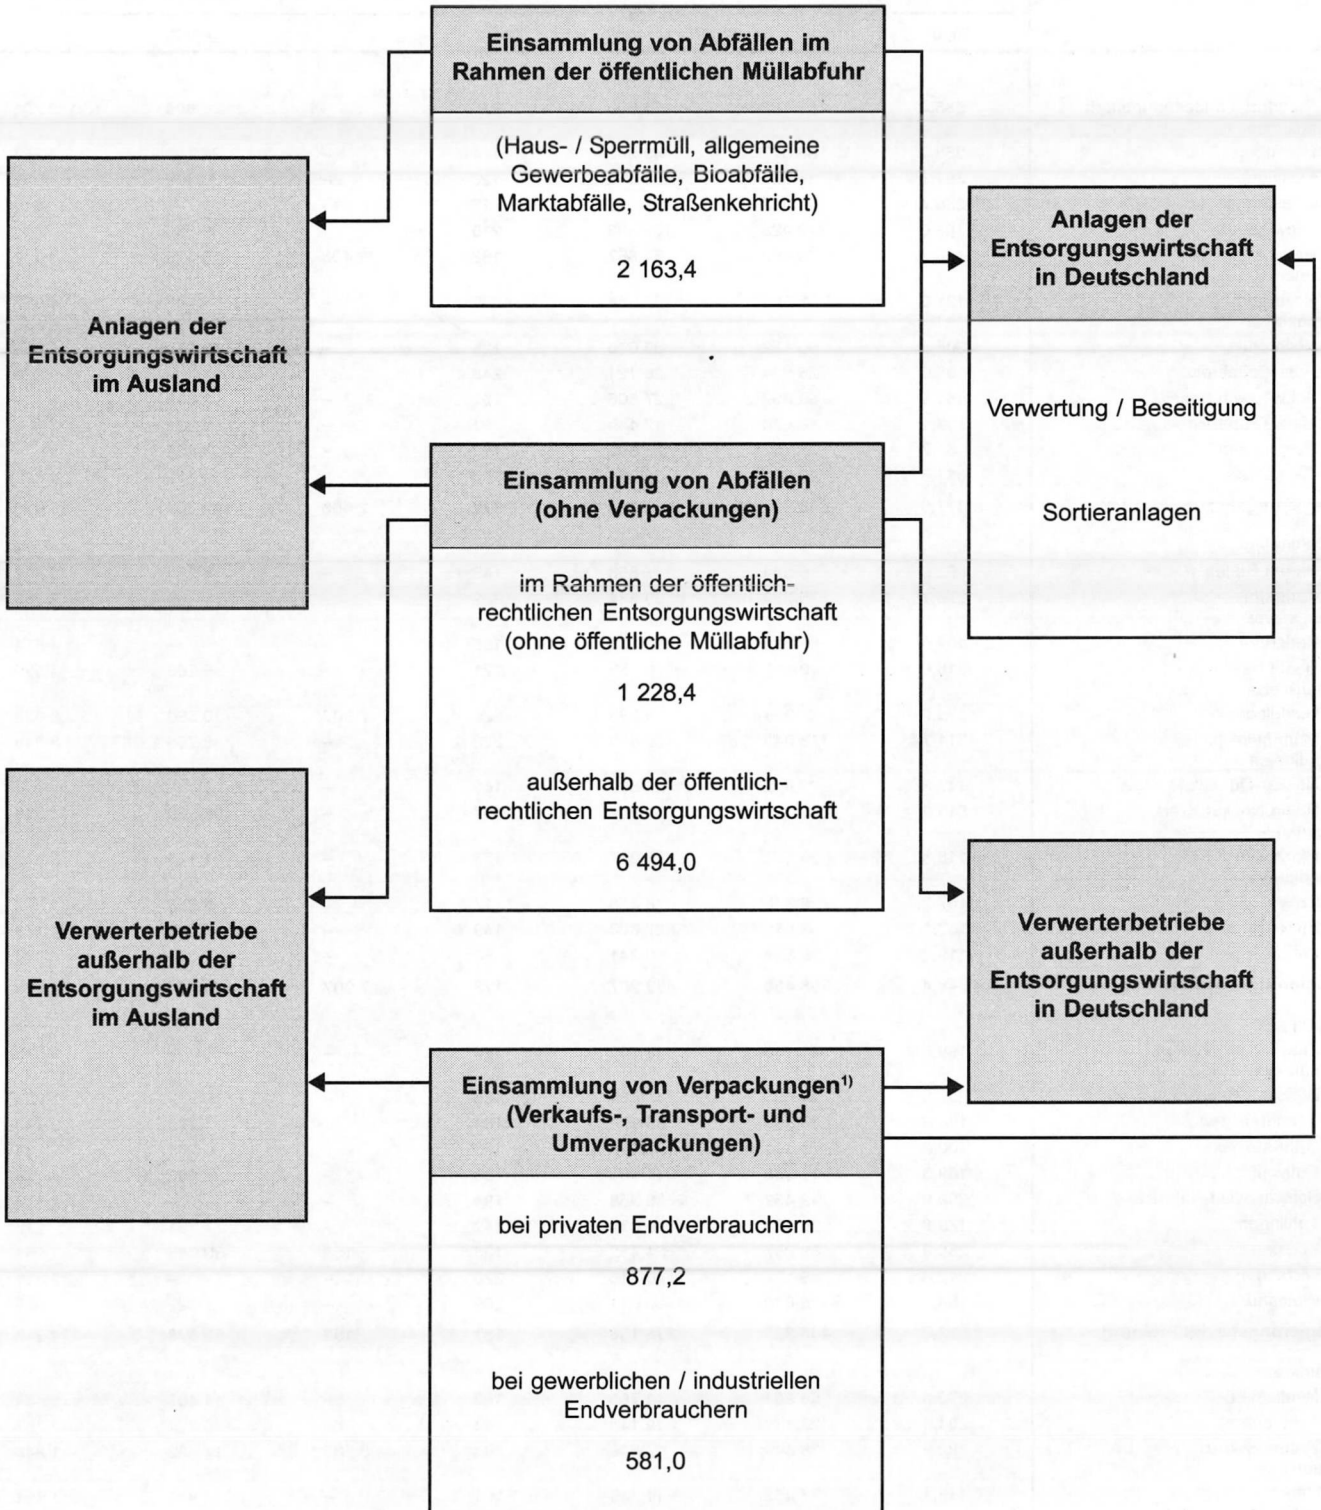 Einsammlung von Abfällen im
Rahmen der öffentlichen Müllabfuhr
(Haus- / Sperrmüll, allgemeine
Gewerbeabfälle, Bioabfälle,
Marktabfälle, Straßenkehricht)
2 163,4
Anlagen der
Entsorgungswirtschaft
im Ausland
Anlagen der
Entsorgungswirtschaft
in Deutschland
Verwertung / Beseitigung
Sortieranlagen
Einsammlung von Abfällen
(ohne Verpackungen)
im Rahmen der öffentlich-
rechtlichen Entsorgungswirtschaft
(ohne öffentliche Müllabfuhr)
1 228,4
außerhalb der öffentlich-
rechtlichen Entsorgungswirtschaft
6 494,0
Verwerterbetriebe
außerhalb der
Entsorgungswirtschaft
im Ausland
Verwerterbetriebe
außerhalb der
Entsorgungswirtschaft
in Deutschland
Einsammlung von Verpackungen¹⁾
(Verkaufs-, Transport- und
Umverpackungen)
bei privaten Endverbrauchern
877,2
bei gewerblichen / industriellen
Endverbrauchern
581,0